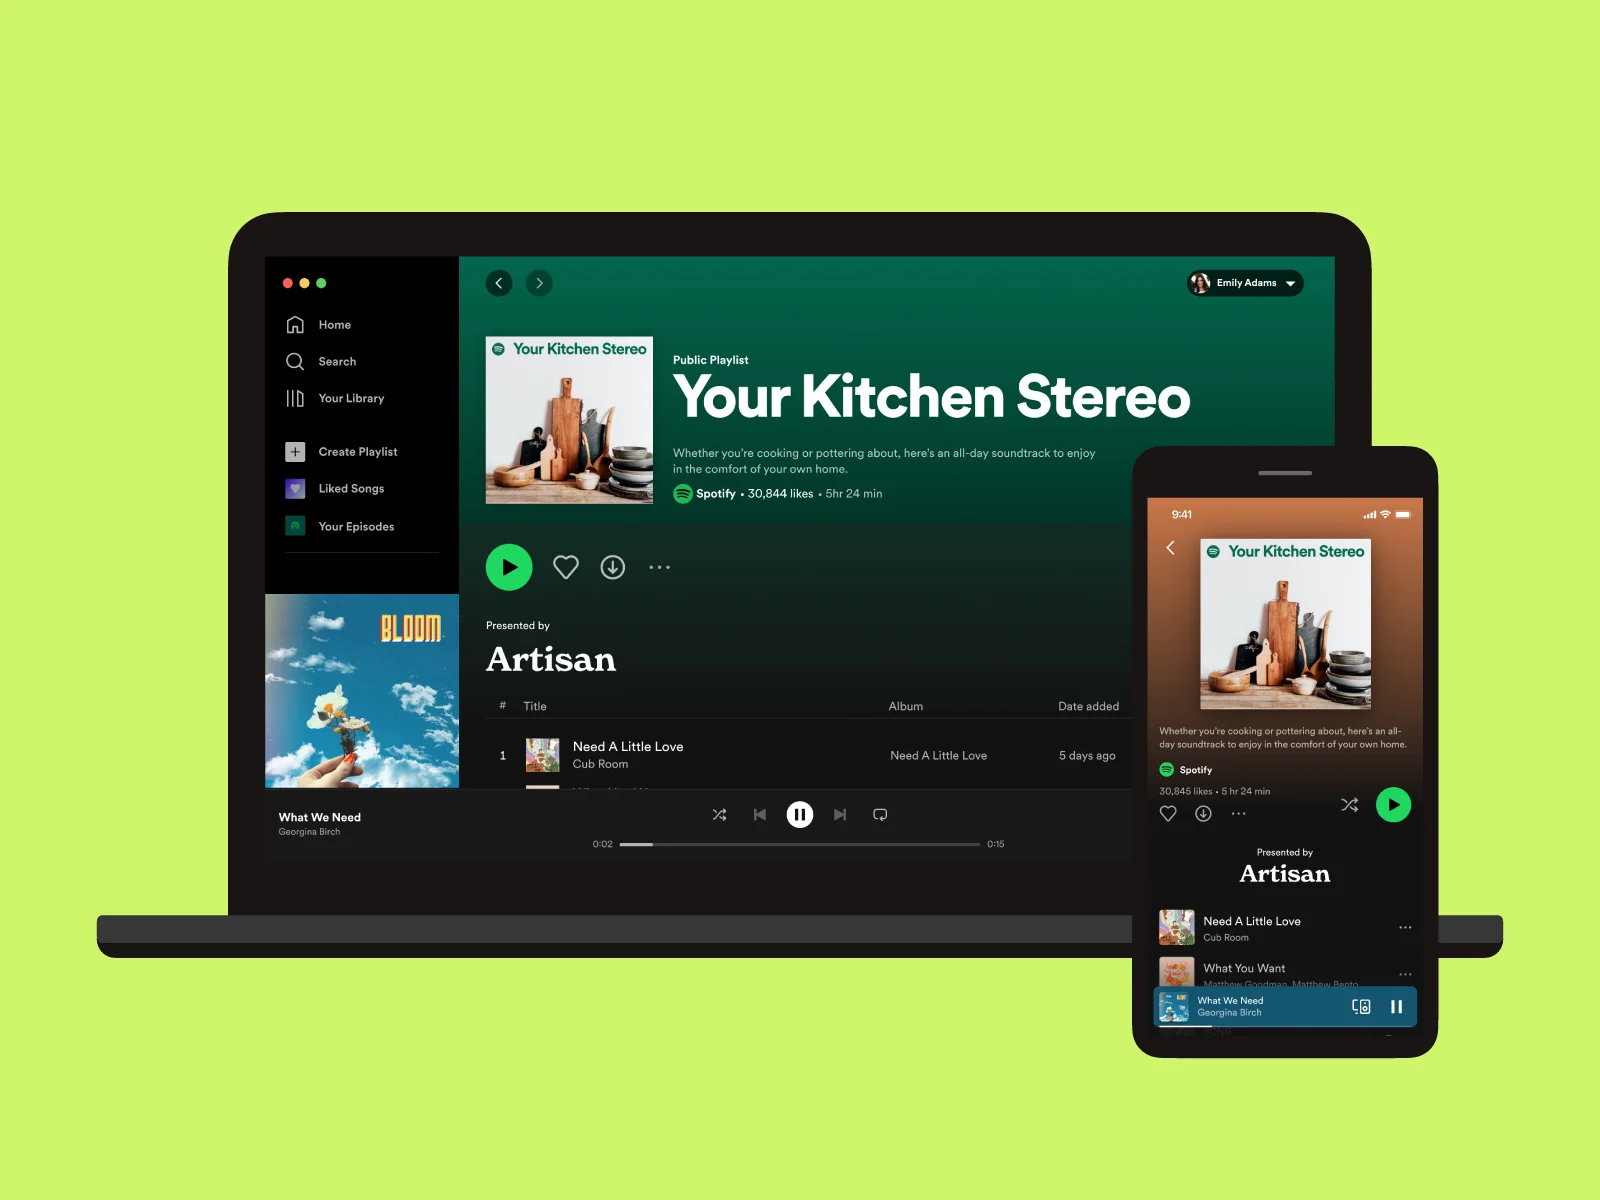 Home
Search
Your Library
Create Playlist
Liked Songs
Your Episodes
BLOOM
What We Need
Georgina Birch
Emily Adams
Your Kitchen Stereo
Public Playlist
Your Kitchen Stereo
Whether you're cooking or pottering about, here's an all-day soundtrack to enjoy
in the comfort of your own home.
Spotify • 30,844 likes • 5hr 24 min
Presented by
Artisan
# Title Album Date added
1 Need A Little Love Need A Little Love 5 days ago
Cub Room
0:02 0:15
9:41
Your Kitchen Stereo
Whether you're cooking or pottering about, here's an all-
day soundtrack to enjoy in the comfort of your own home.
Spotify
30,845 likes • 5 hr 24 min
Presented by
Artisan
Need A Little Love
Cub Room
What You Want
Matthew Goodman, Matthew Bento
What We Need
Georgina Birch